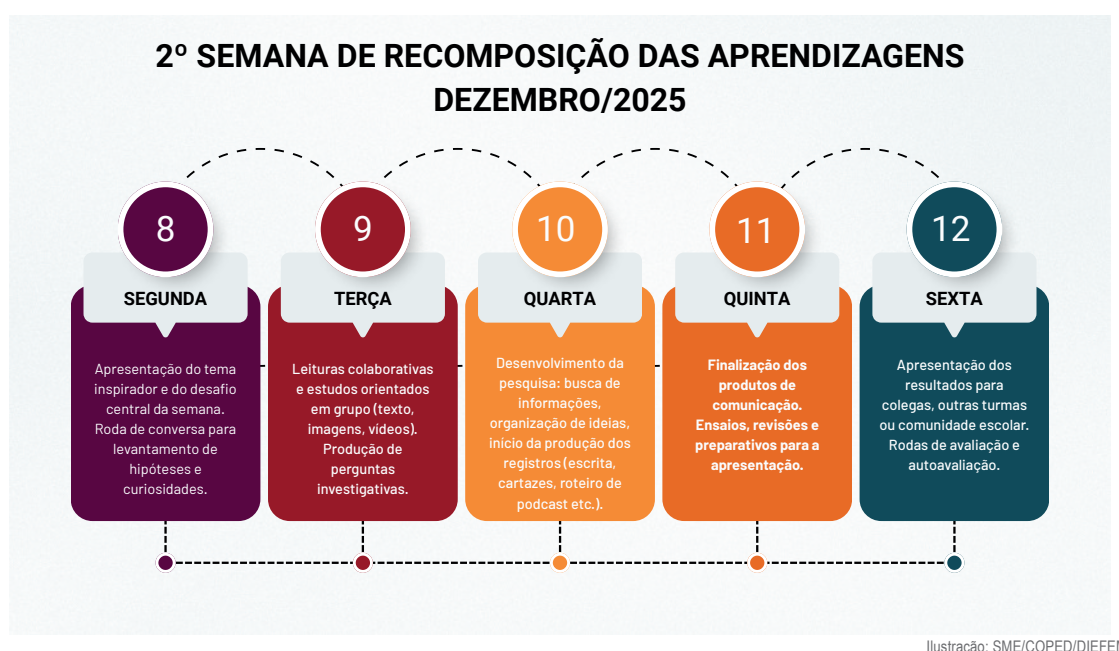 2º SEMANA DE RECOMPOSIÇÃO DAS APRENDIZAGENS
DEZEMBRO/2025
8
SEGUNDA
Apresentação do tema
inspirador e do desafio
central da semana.
Roda de conversa para
levantamento de
hipóteses e
curiosidades.
9
TERÇA
Leituras colaborativas
e estudos orientados
em grupo (texto,
imagens, vídeos).
Produção de
perguntas
investigativas.
10
QUARTA
Desenvolvimento da
pesquisa: busca de
informações,
organização de ideias,
início da produção dos
registros (escrita,
cartazes, roteiro de
podcast etc.).
11
QUINTA
Finalização dos
produtos de
comunicação.
Ensaios, revisões e
preparativos para a
apresentação.
12
SEXTA
Apresentação dos
resultados para
colegas, outras turmas
ou comunidade escolar.
Rodas de avaliação e
autoavaliação.
Ilustração: SME/COPED/DIEFEM